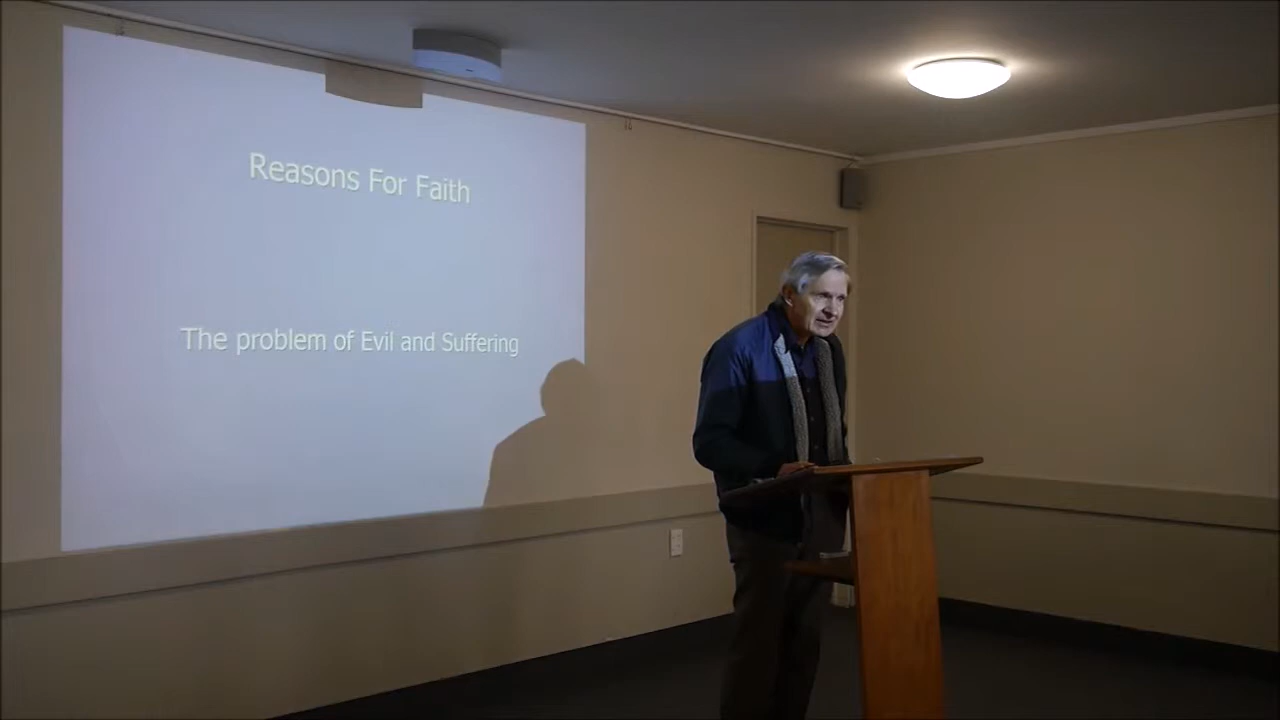 Reasons For Faith
The problem of Evil and Suffering